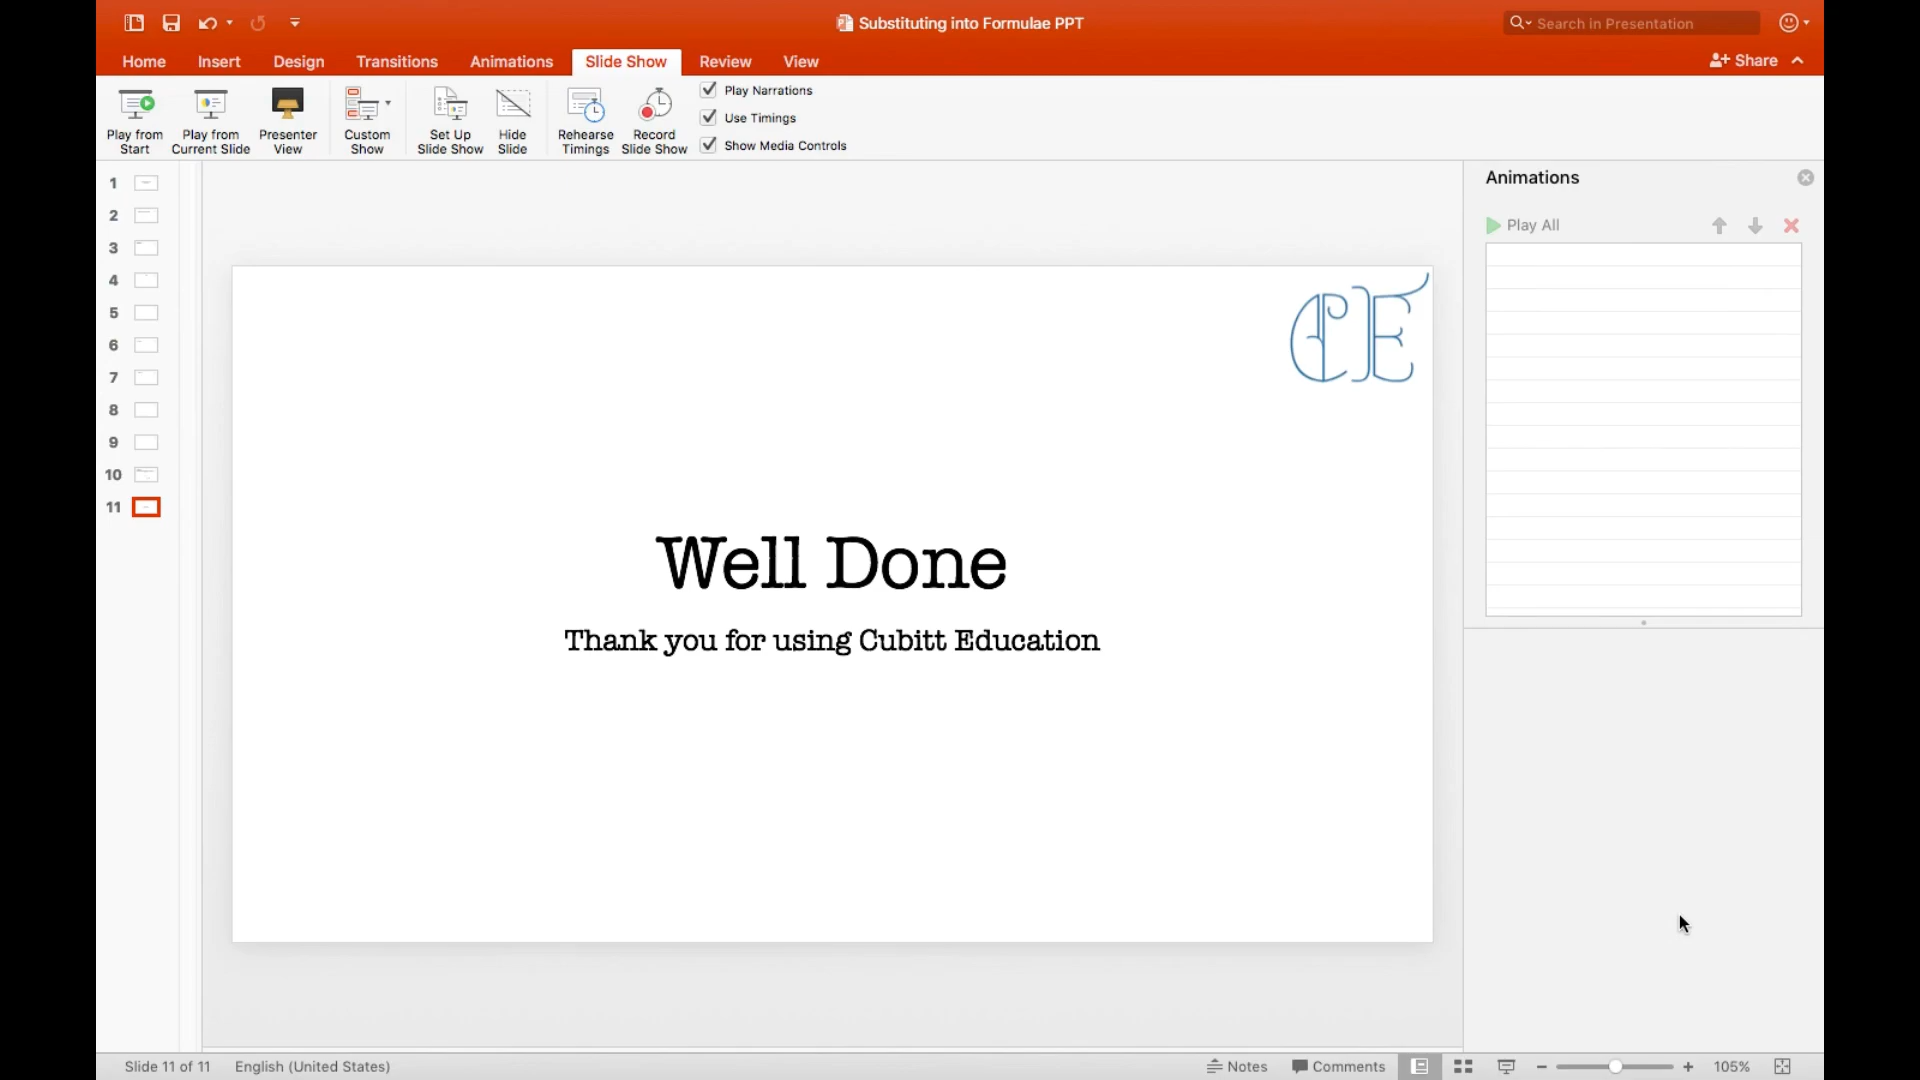 Substituting into Formulae PPT
Search in Presentation
Home Insert Design Transitions Animations Slide Show Review View
Share
Play from Start
Play from Current Slide
Presenter View
Custom Show
Set Up Slide Show
Hide Slide
Rehearse Timings
Record Slide Show
Play Narrations
Use Timings
Show Media Controls
1
2
3
4
5
6
7
8
9
10
11
CE
Well Done
Thank you for using Cubitt Education
Animations
Play All
Slide 11 of 11 English (United States)
Notes Comments 105%